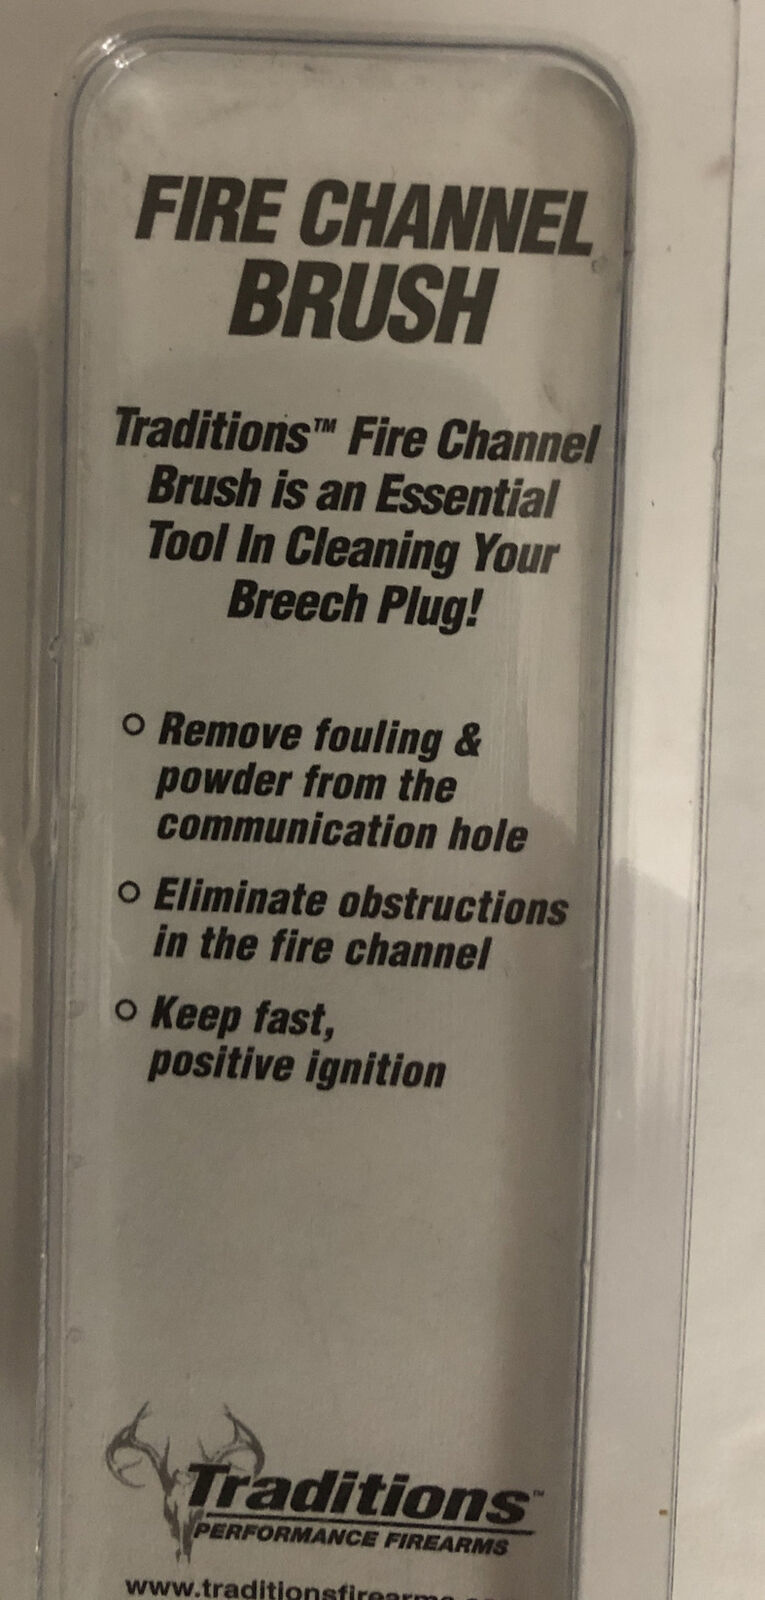 FIRE CHANNEL
BRUSH
Traditions™ Fire Channel
Brush is an Essential
Tool In Cleaning Your
Breech Plug!
○ Remove fouling &
powder from the
communication hole
○ Eliminate obstructions
in the fire channel
○ Keep fast,
positive ignition
Traditions™
PERFORMANCE FIREARMS